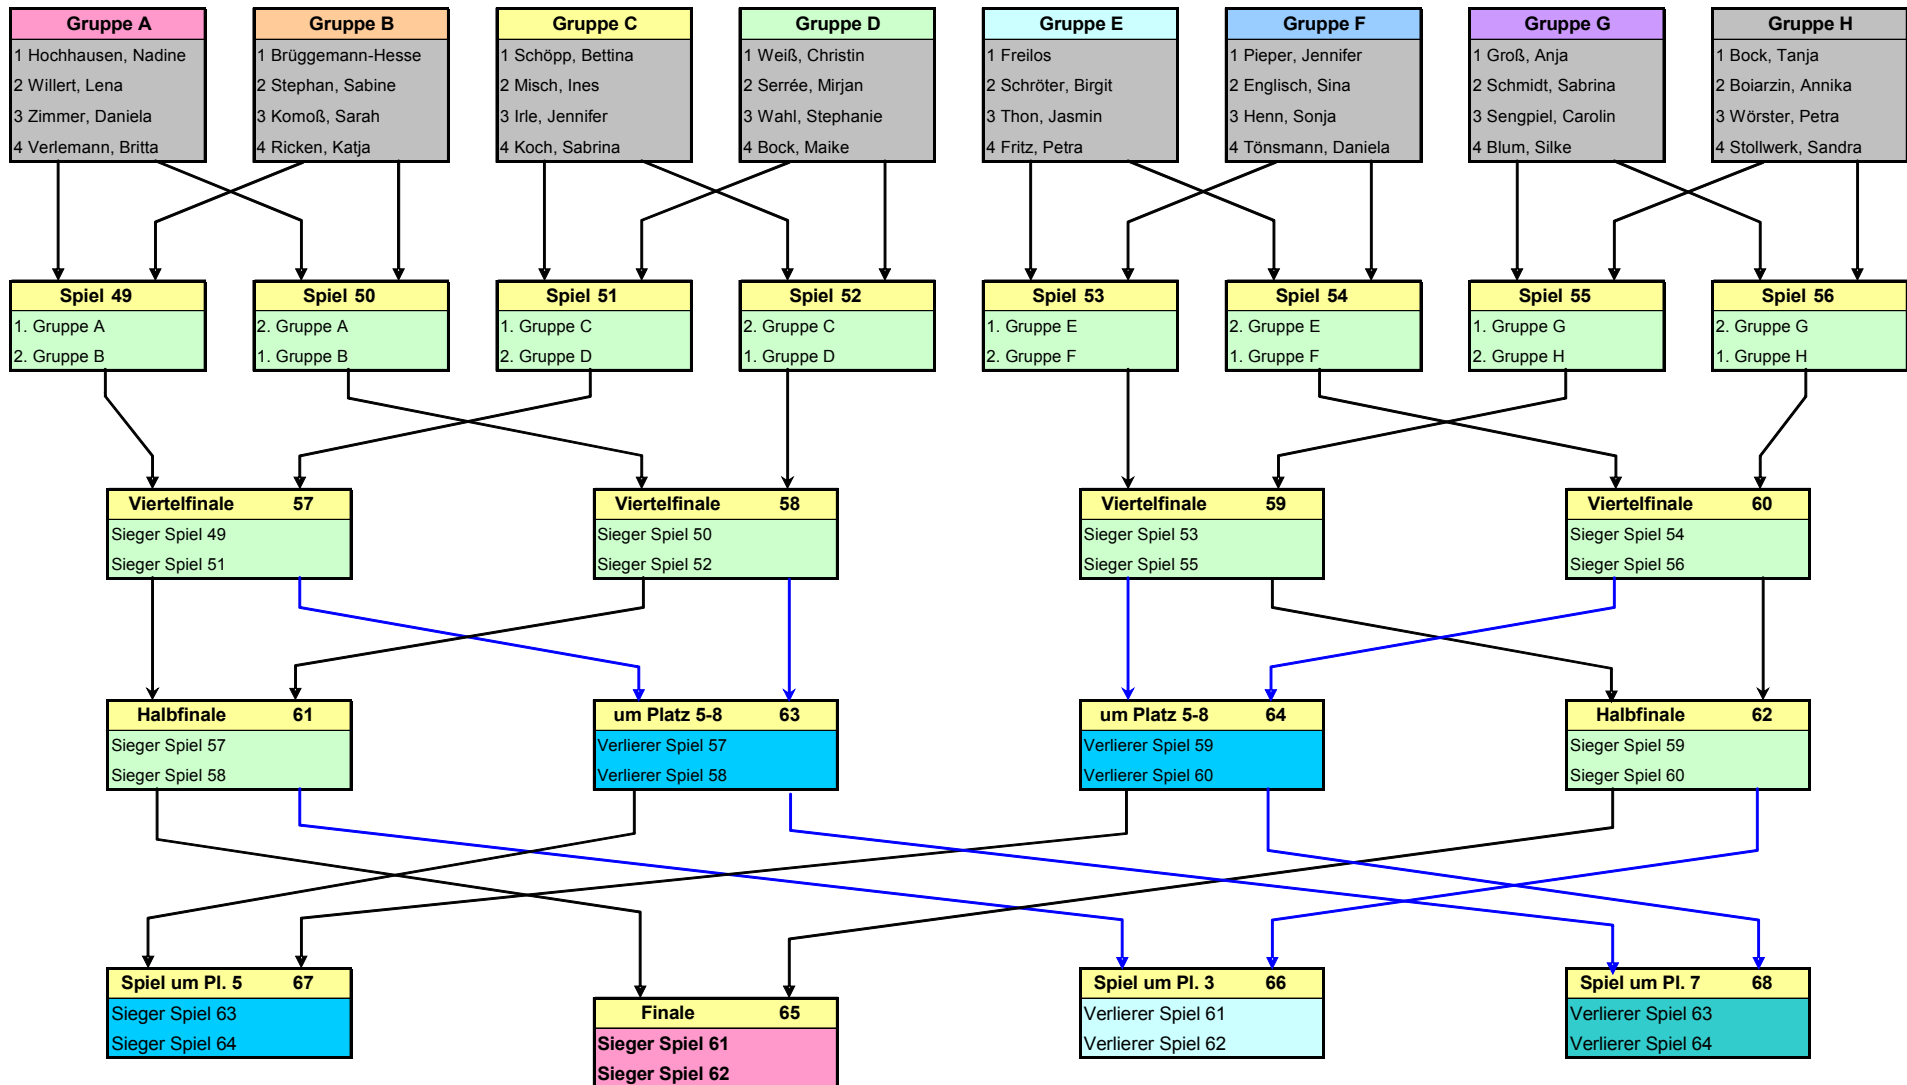 Gruppe A
1 Hochhausen, Nadine
2 Willert, Lena
3 Zimmer, Daniela
4 Verlemann, Britta
Gruppe B
1 Brüggemann-Hesse
2 Stephan, Sabine
3 Komoß, Sarah
4 Ricken, Katja
Gruppe C
1 Schöpp, Bettina
2 Misch, Ines
3 Irle, Jennifer
4 Koch, Sabrina
Gruppe D
1 Weiß, Christin
2 Serrée, Mirjan
3 Wahl, Stephanie
4 Bock, Maike
Gruppe E
1 Freilos
2 Schröter, Birgit
3 Thon, Jasmin
4 Fritz, Petra
Gruppe F
1 Pieper, Jennifer
2 Englisch, Sina
3 Henn, Sonja
4 Tönsmann, Daniela
Gruppe G
1 Groß, Anja
2 Schmidt, Sabrina
3 Sengpiel, Carolin
4 Blum, Silke
Gruppe H
1 Bock, Tanja
2 Boiarzin, Annika
3 Wörster, Petra
4 Stollwerk, Sandra
Spiel 49
1. Gruppe A
2. Gruppe B
Spiel 50
2. Gruppe A
1. Gruppe B
Spiel 51
1. Gruppe C
2. Gruppe D
Spiel 52
2. Gruppe C
1. Gruppe D
Spiel 53
1. Gruppe E
2. Gruppe F
Spiel 54
2. Gruppe E
1. Gruppe F
Spiel 55
1. Gruppe G
2. Gruppe H
Spiel 56
2. Gruppe G
1. Gruppe H
Viertelfinale 57
Sieger Spiel 49
Sieger Spiel 51
Viertelfinale 58
Sieger Spiel 50
Sieger Spiel 52
Viertelfinale 59
Sieger Spiel 53
Sieger Spiel 55
Viertelfinale 60
Sieger Spiel 54
Sieger Spiel 56
Halbfinale 61
Sieger Spiel 57
Sieger Spiel 58
um Platz 5-8 63
Verlierer Spiel 57
Verlierer Spiel 58
um Platz 5-8 64
Verlierer Spiel 59
Verlierer Spiel 60
Halbfinale 62
Sieger Spiel 59
Sieger Spiel 60
Spiel um Pl. 5 67
Sieger Spiel 63
Sieger Spiel 64
Finale 65
Sieger Spiel 61
Sieger Spiel 62
Spiel um Pl. 3 66
Verlierer Spiel 61
Verlierer Spiel 62
Spiel um Pl. 7 68
Verlierer Spiel 63
Verlierer Spiel 64